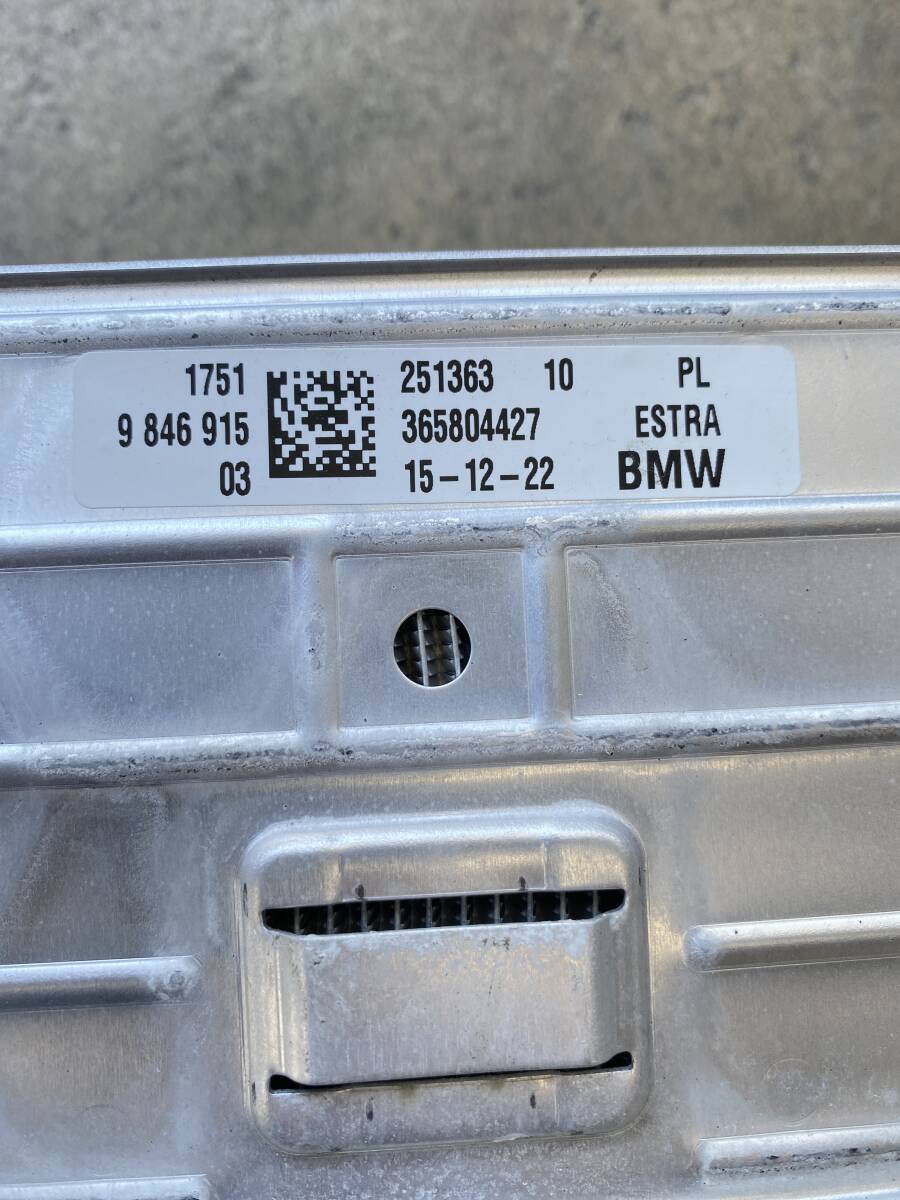 1751 251363 10 PL
9 846 915 365804427 ESTRA
03 15-12-22 BMW